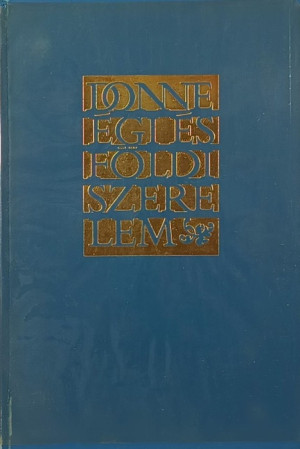 DONNE
ÉGI ÉS
FÖLDI
SZERE
LEM